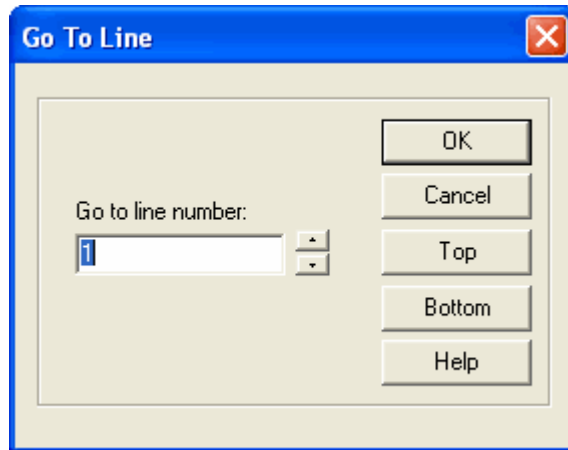 Go To Line
Go to line number:
1
OK
Cancel
Top
Bottom
Help